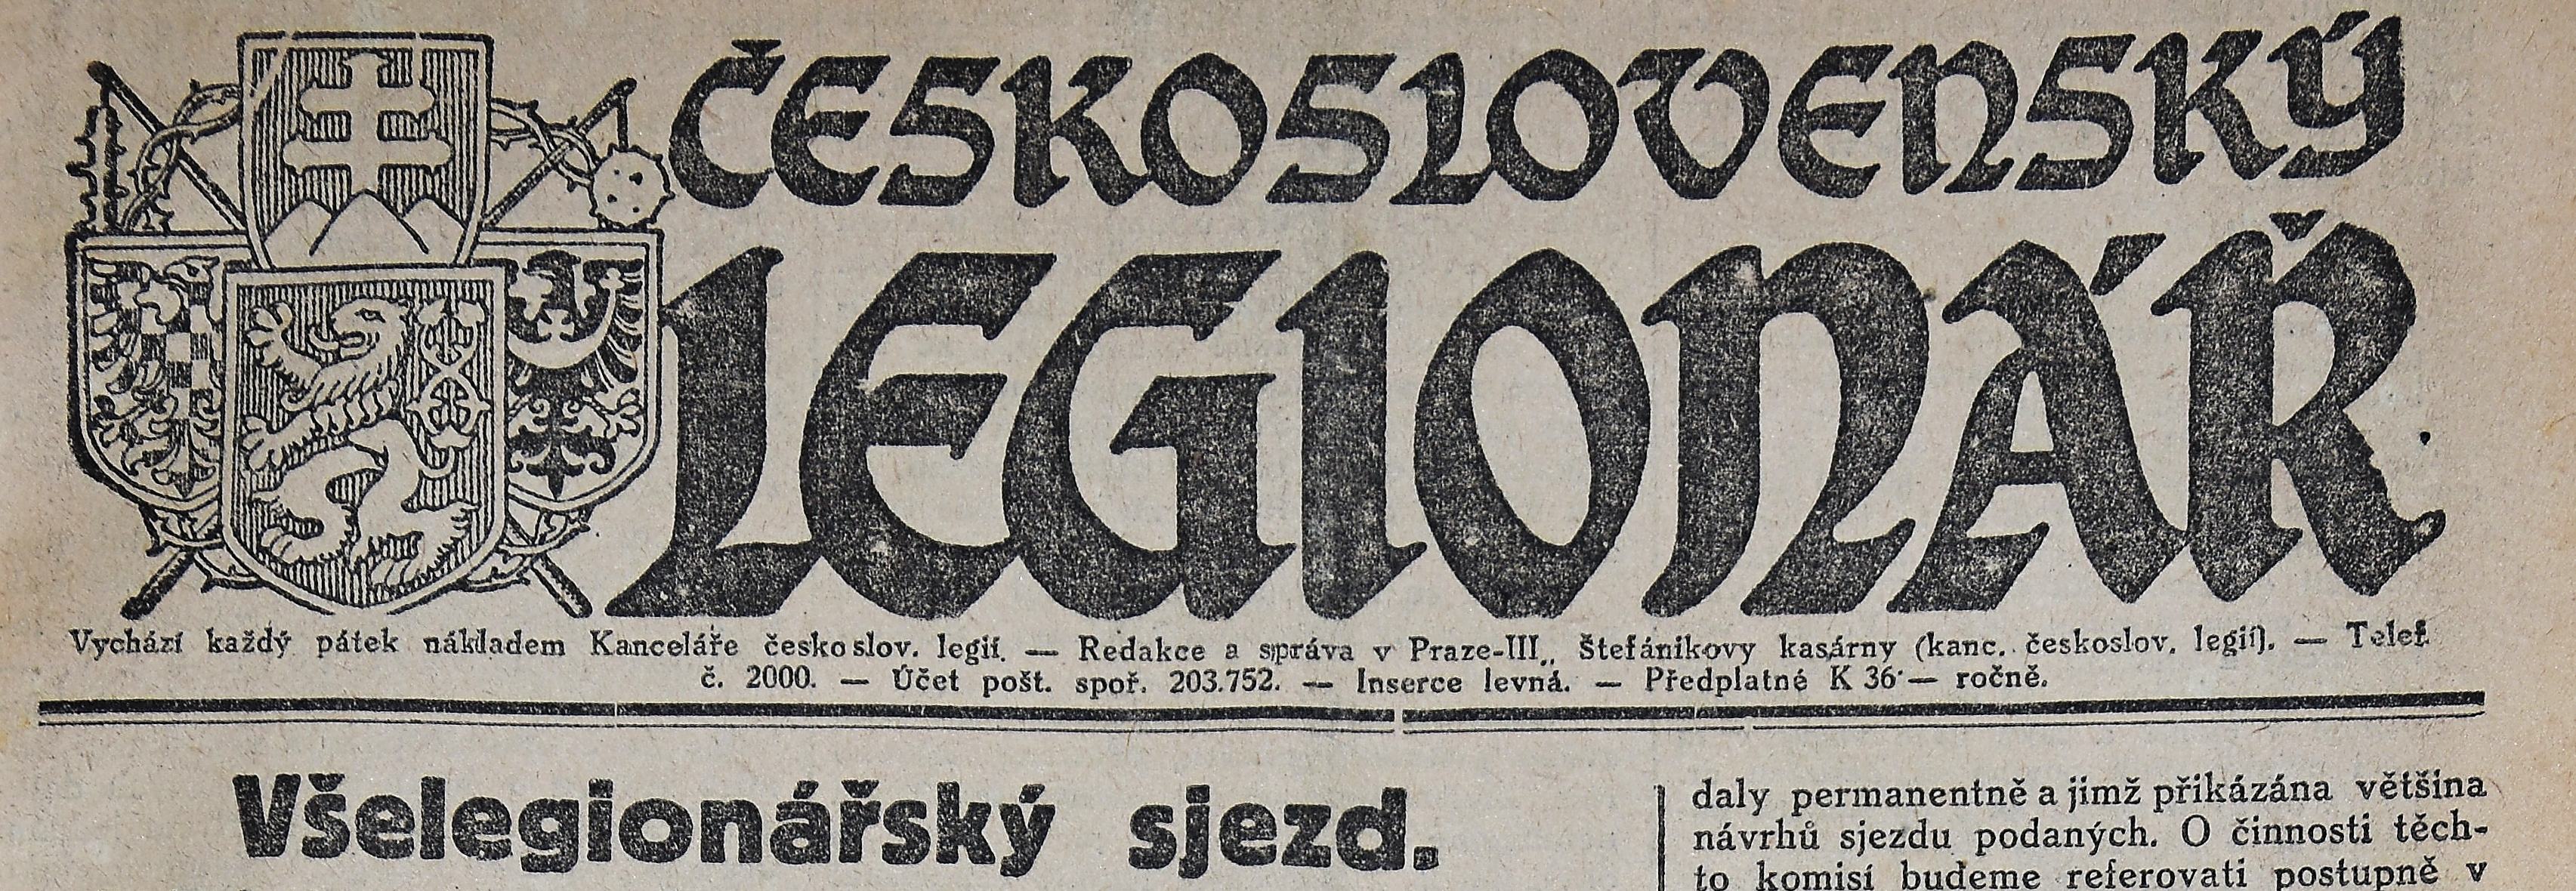 ČESKOSLOVENSKÝ
LEGIONÁŘ
Vychází každý pátek nákladem Kanceláře českoslov. legií. — Redakce a správa v Praze-III., Štefánikovy kasárny (kanc. českoslov. legií). — Telef.
č. 2000. — Účet pošt. spoř. 203.752. — Inserce levná. — Předplatné K 36·— ročně.
Všelegionářský sjezd.
daly permanentně a jimž přikázána většina
návrhů sjezdu podaných. O činnosti těch-
to komisí budeme referovati postupně v